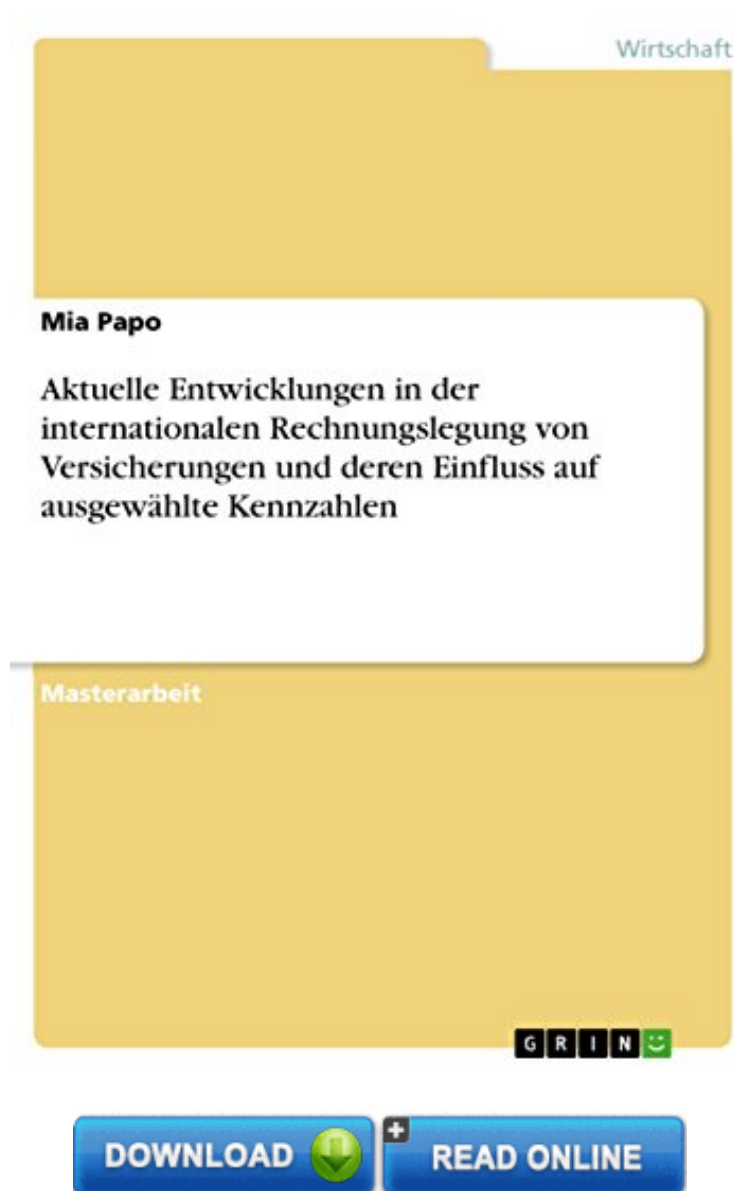 Wirtschaft
Mia Papo
Aktuelle Entwicklungen in der
internationalen Rechnungslegung von
Versicherungen und deren Einfluss auf
ausgewählte Kennzahlen
Masterarbeit
GRIN
DOWNLOAD
READ ONLINE